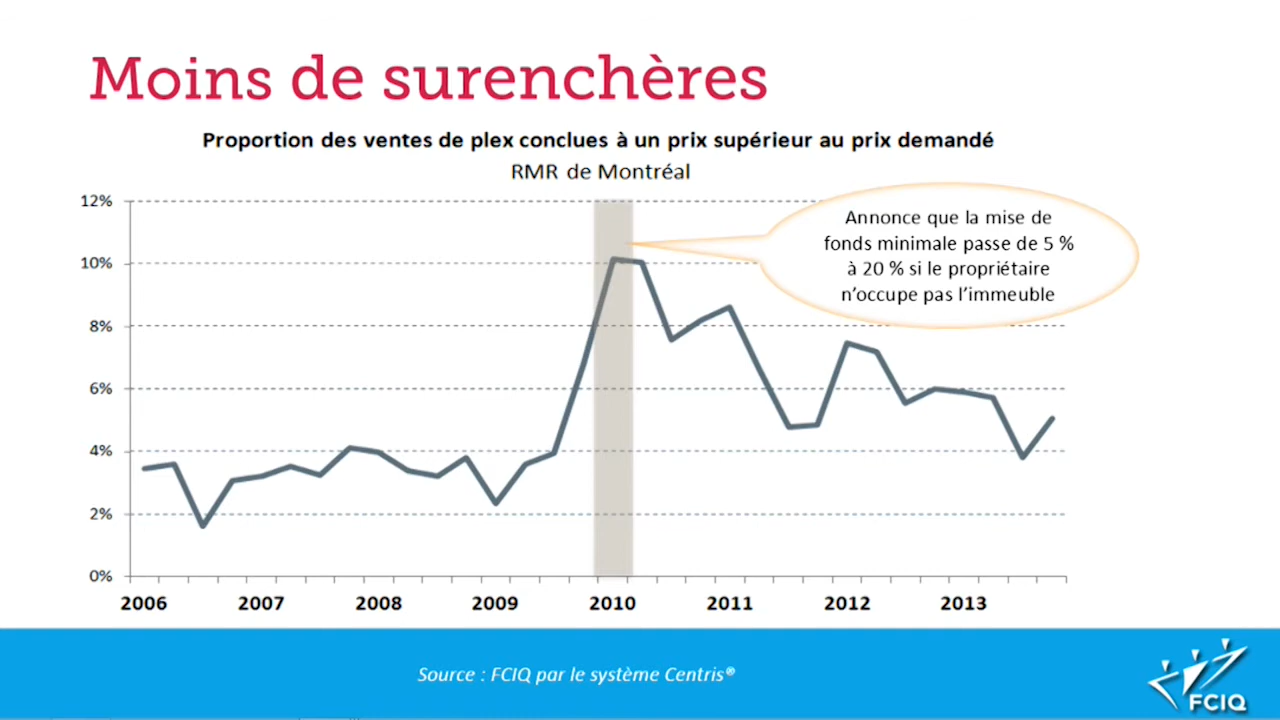 Moins de surenchères
Proportion des ventes de plex conclues à un prix supérieur au prix demandé
RMR de Montréal
12%
10%
8%
6%
4%
2%
0%
Annonce que la mise de
fonds minimale passe de 5 %
à 20 % si le propriétaire
n'occupe pas l'immeuble
2006 2007 2008 2009 2010 2011 2012 2013
Source : FCIQ par le système Centris®
FCIQ